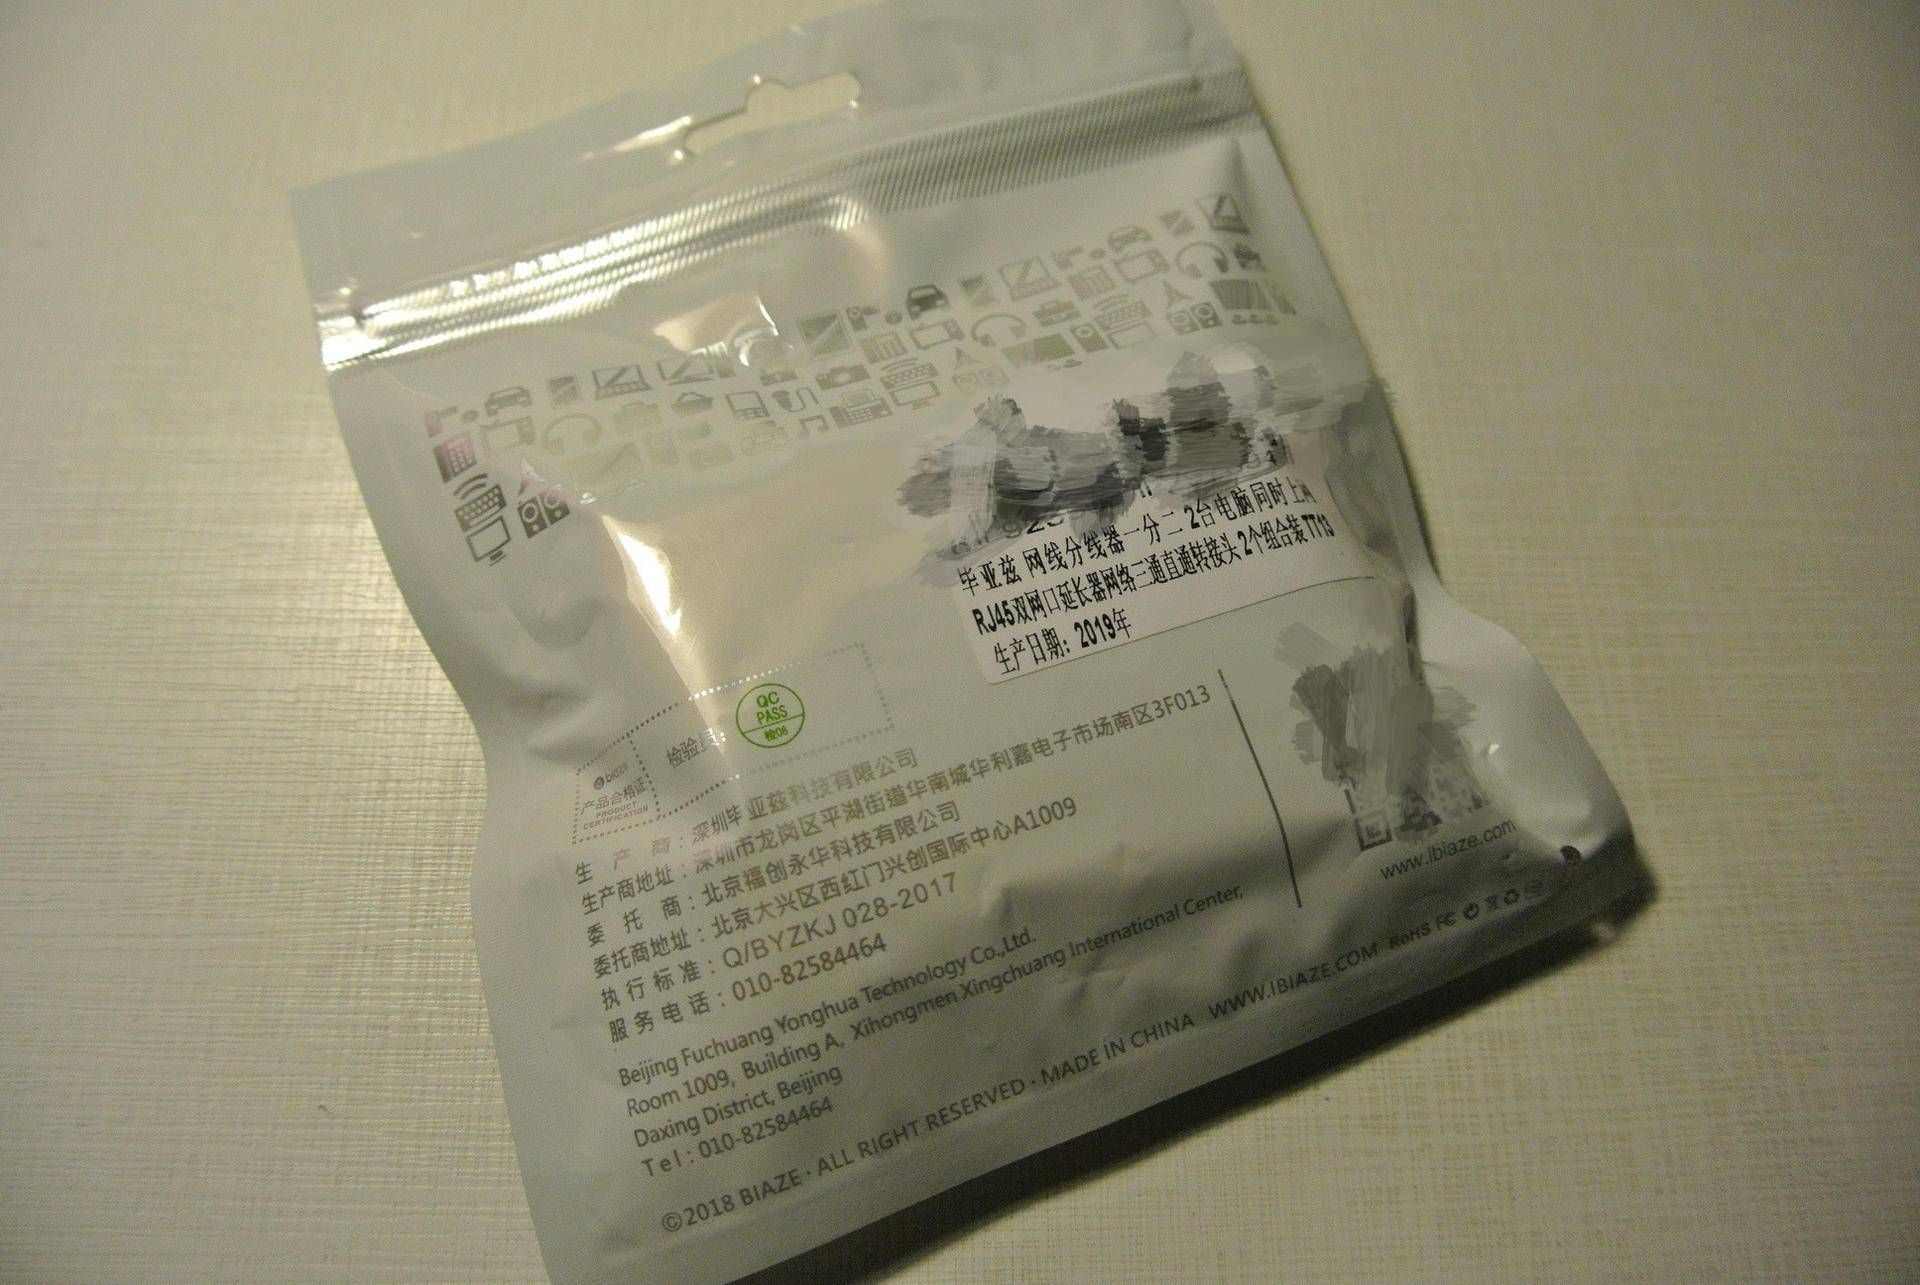 毕亚兹 网线分线器一分二 2台电脑同时上网
RJ45双网口延长器网络三通直通转接头 2个组合装 TT13
生产日期: 2019年
QC
PASS
检08
检验员:
biaze
产品合格证
PRODUCT
CERTIFICATION
生产商:深圳毕亚兹科技有限公司
生产商地址:深圳市龙岗区平湖街道华南城华利嘉电子市场南区3F013
委托商:北京福创永华科技有限公司
委托商地址:北京大兴区西红门兴创国际中心A1009
执行标准:Q/BYZKJ 028-2017
服务电话:010-82584464
Beijing Fuchuang Yonghua Technology Co.,Ltd.
Room 1009, Building A, Xihongmen Xingchuang International Center,
Daxing District, Beijing
Tel:010-82584464
www.ibiaze.com
©2018 BIAZE · ALL RIGHT RESERVED · MADE IN CHINA WWW.IBIAZE.COM RoHS FC